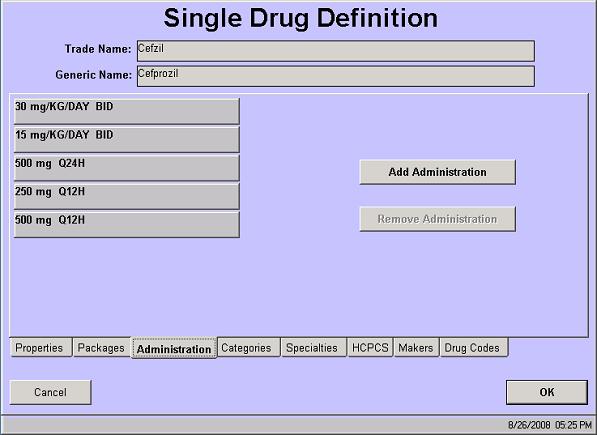 Single Drug Definition
Trade Name: Cefzil
Generic Name: Cefprozil
30 mg/KG/DAY  BID
15 mg/KG/DAY  BID
500 mg  Q24H
250 mg  Q12H
500 mg  Q12H
Add Administration
Remove Administration
Properties Packages Administration Categories Specialties HCPCS Makers Drug Codes
Cancel OK
8/26/2008 05:25 PM